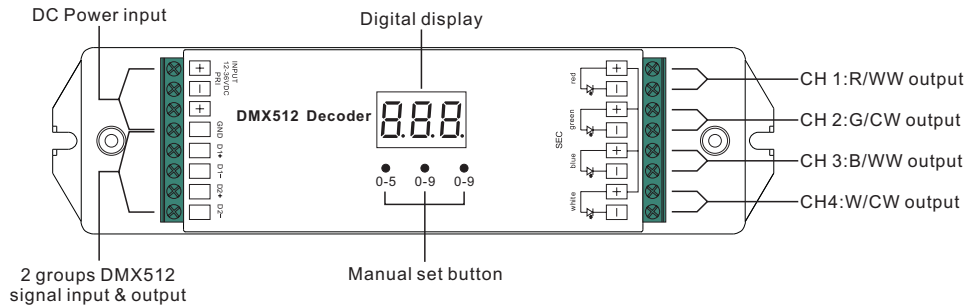 DC Power input
Digital display
INPUT
12-36VDC
PRI
+
−
+
GND
D1+
D1−
D2+
D2−
DMX512 Decoder
8.8.8.
0-5 0-9 0-9
SEC
red
green
blue
white
+
−
+
−
+
−
+
−
CH 1:R/WW output
CH 2:G/CW output
CH 3:B/WW output
CH4:W/CW output
2 groups DMX512
signal input & output
Manual set button